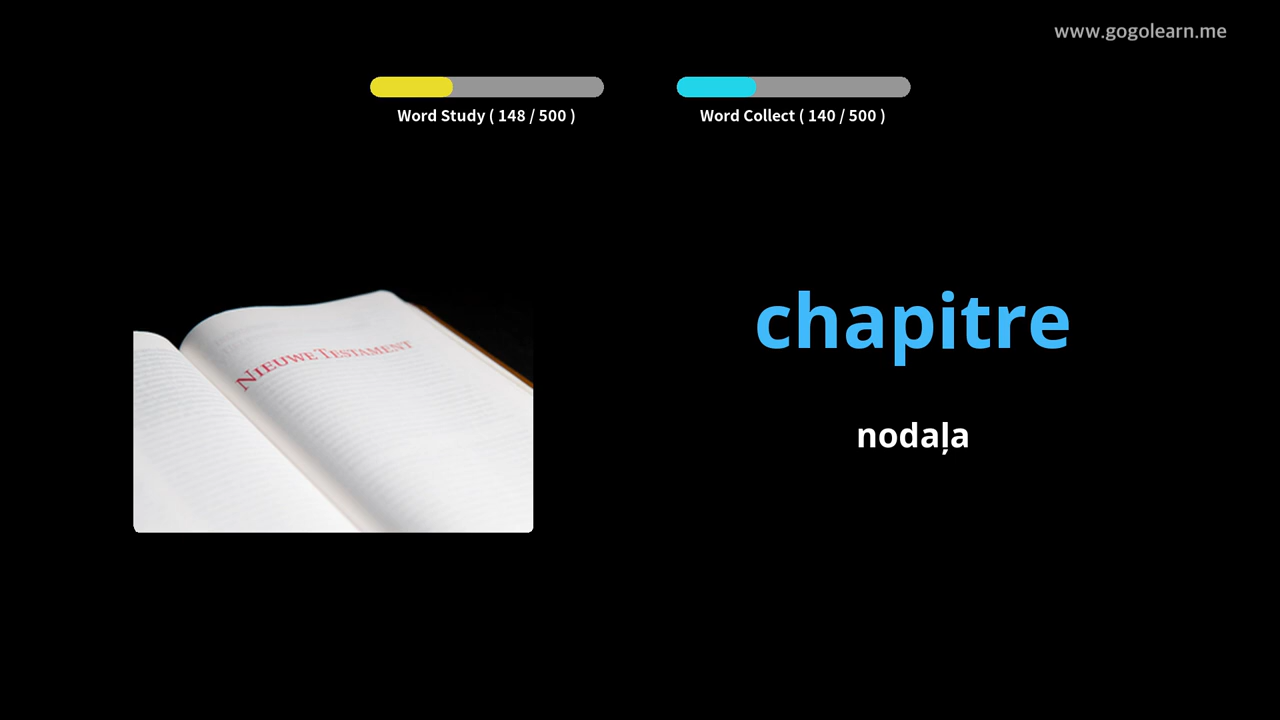 www.gogolearn.me
Word Study ( 148 / 500 )
Word Collect ( 140 / 500 )
NIEUWE TESTAMENT
chapitre
nodaļa